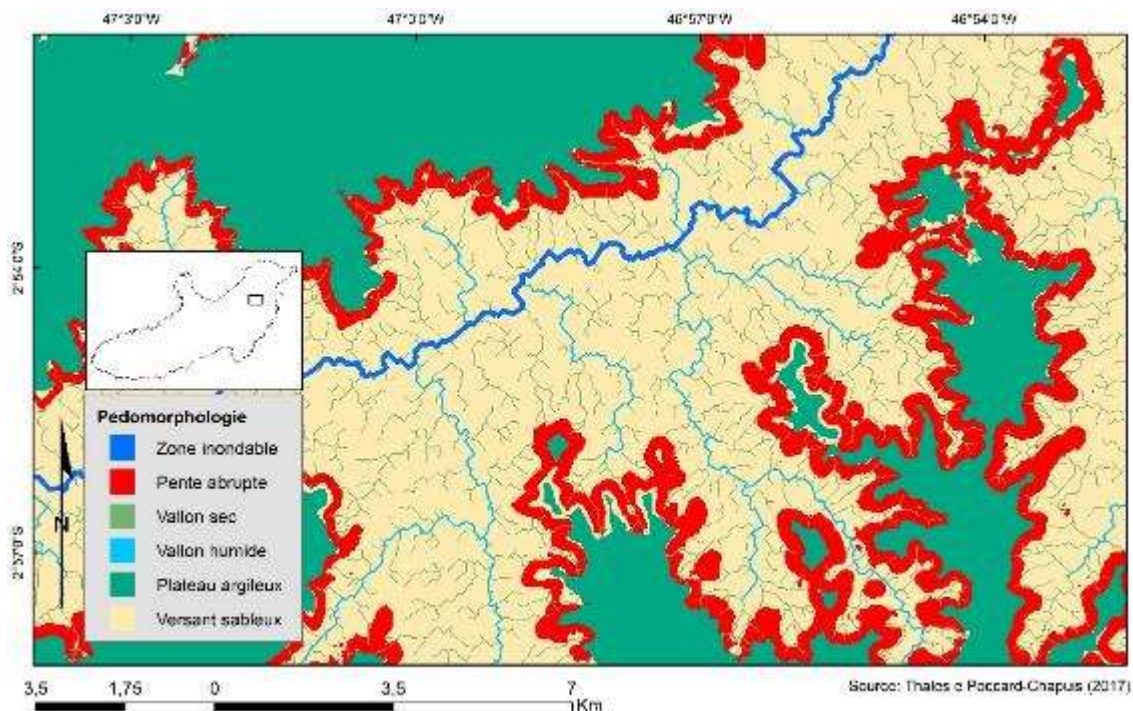 47°3'0"W 47°3'0"W 46°57'0"W 46°54'0"W
2°54'0"S
2°57'0"S
Pedomorphologie
Zone inondable
Pente abrupte
Vallon sec
Vallon humide
Plateau argileux
Versant sableux
N
3,5 1,75 0 3,5 7
Km
Source: Thales e Poccard-Chapuis (2017)